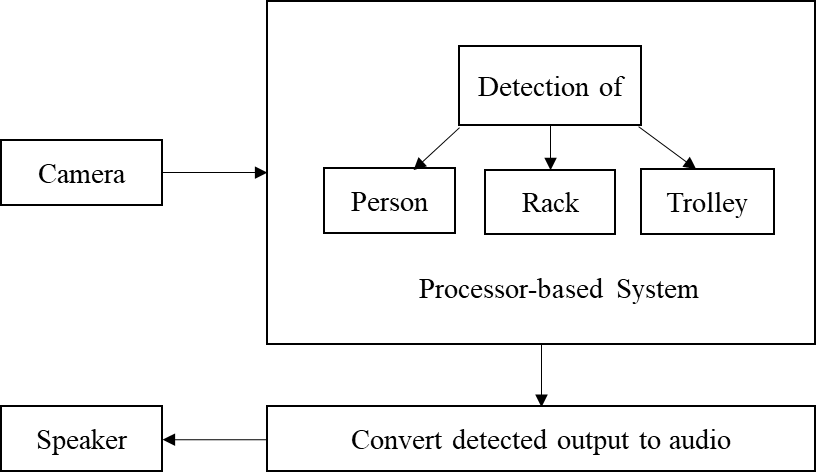 Detection of
Camera
Person
Rack
Trolley
Processor-based System
Speaker
Convert detected output to audio